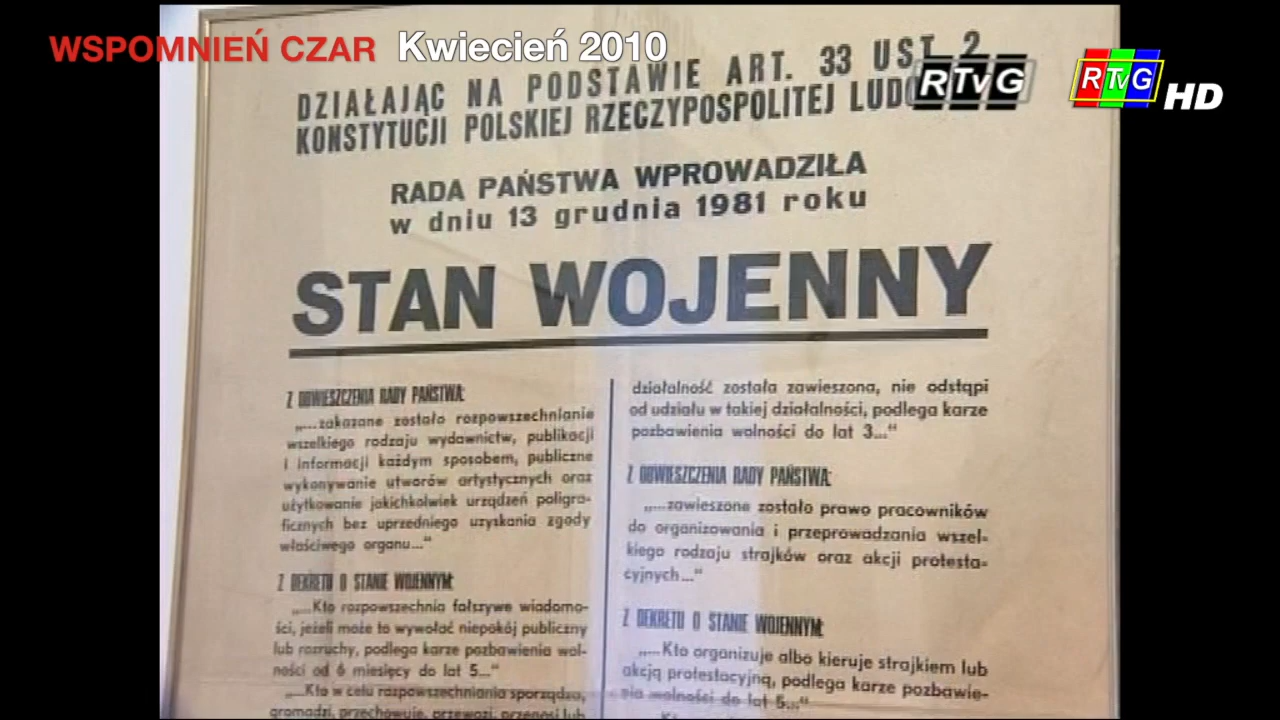 WSPOMNIEŃ CZAR Kwiecień 2010
RTvG
RTvG HD
DZIAŁAJĄC NA PODSTAWIE ART. 33 UST. 2
KONSTYTUCJI POLSKIEJ RZECZYPOSPOLITEJ
RADA PAŃSTWA WPROWADZIŁA
w dniu 13 grudnia 1981 roku
STAN WOJENNY
Z OBWIESZCZENIA RADY PAŃSTWA:
„...zakazane zostało rozpowszechnianie
wszelkiego rodzaju wydawnictw, publikacji
i informacji każdym sposobem, publiczne
wykonywanie utworów artystycznych oraz
użytkowanie jakichkolwiek urządzeń poligra-
ficznych bez uprzedniego uzyskania zgody
właściwego organu..."
Z DEKRETU O STANIE WOJENNYM:
„...Kto rozpowszechnia fałszywe wiadomo-
ści, jeżeli może to wywołać niepokój publiczny
lub rozruchy, podlega karze pozbawienia wol-
ności od 6 miesięcy do lat 5..."
„...Kto w celu rozpowszechniania sporządza,
gromadzi, przechowuje, przewozi, przenosi lub
działalność została zawieszona, nie odstąpi
od udziału w takiej działalności, podlega karze
pozbawienia wolności do lat 3..."
Z OBWIESZCZENIA RADY PAŃSTWA:
„...zawieszone zostało prawo pracowników
do organizowania i przeprowadzania wszel-
kiego rodzaju strajków oraz akcji protesta-
cyjnych..."
Z DEKRETU O STANIE WOJENNYM:
„...Kto organizuje albo kieruje strajkiem lub
akcją protestacyjną, podlega karze pozbawie-
nia wolności do lat 5..."
„...Kto